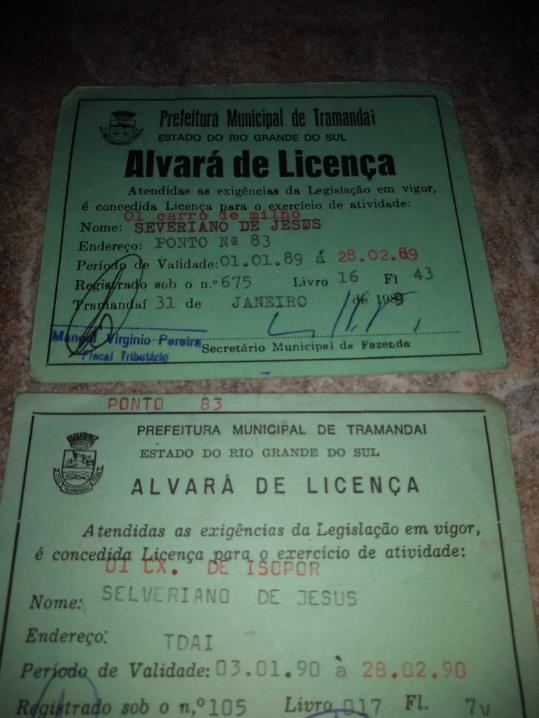 Prefeitura Municipal de Tramandaí
ESTADO DO RIO GRANDE DO SUL
Alvará de Licença
Atendidas as exigências da Legislação em vigor,
é concedida Licença para o exercício de atividade:
01 carro de milho
Nome: SEVERIANO DE JESUS
Endereço: PONTO Nº 83
Período de Validade: 01.01.89 á 28.02.89
Registrado sob o n.º 675 Livro 16 Fl 43
Tramandaí 31 de JANEIRO de 1989
Manoel Virginio Pereira
Fiscal Tributário
Secretário Municipal da Fazenda
PONTO 83
PREFEITURA MUNICIPAL DE TRAMANDAÍ
ESTADO DO RIO GRANDE DO SUL
ALVARÁ DE LICENÇA
Atendidas as exigências da Legislação em vigor,
é concedida Licença para o exercício de atividade:
01 CX. DE ISOPOR
Nome: SELVERIANO DE JESUS
Endereço: TDAI
Período de Validade: 03.01.90 à 28.02.90
Registrado sob o n.º 105 Livro 017 Fl. 7v